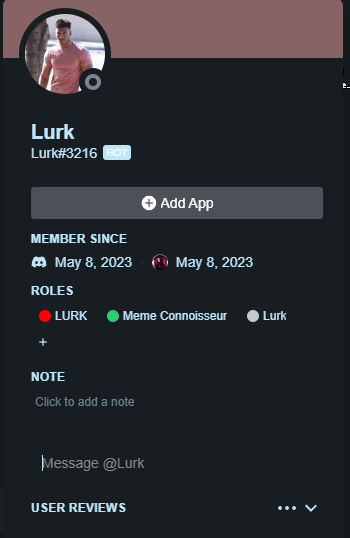 Lurk
Lurk#3216 BOT
Add App
MEMBER SINCE
May 8, 2023 May 8, 2023
ROLES
LURK Meme Connoisseur Lurk
+
NOTE
Click to add a note
Message @Lurk
USER REVIEWS